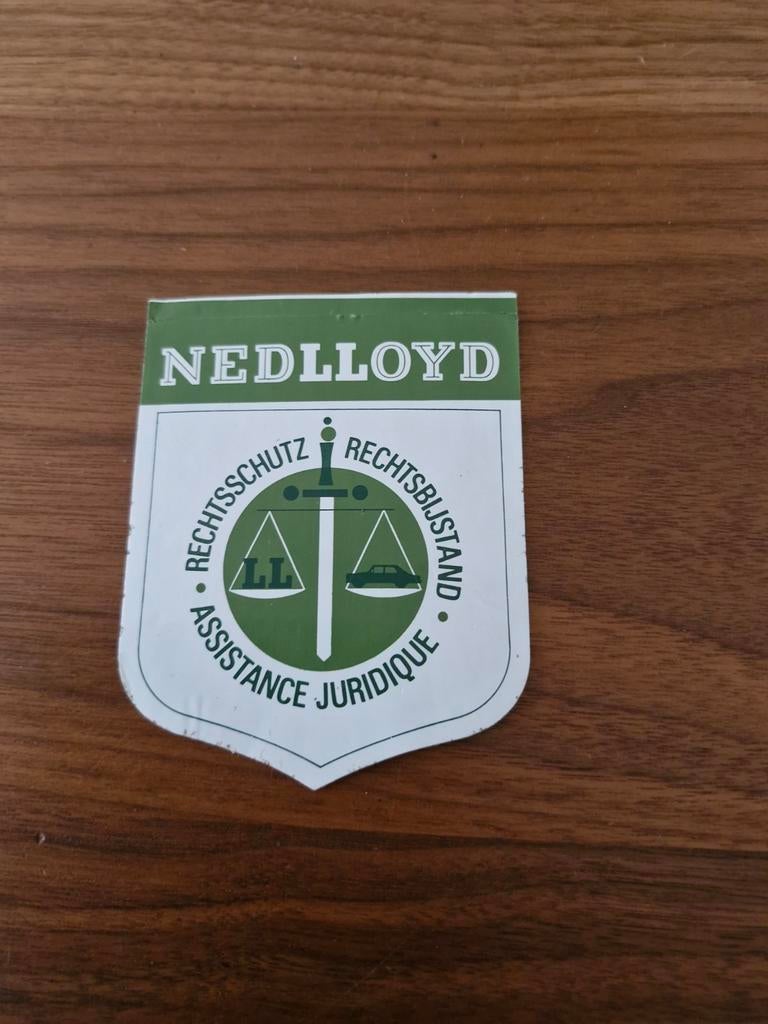 NEDLLOYD
RECHTSSCHUTZ
RECHTSBIJSTAND
LL
ASSISTANCE JURIDIQUE